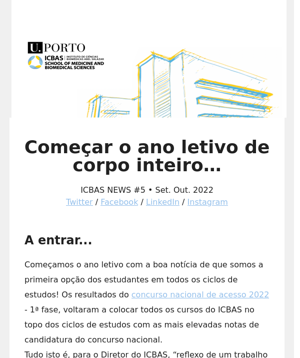 U. PORTO
ICBAS INSTITUTO DE CIÊNCIAS
BIOMÉDICAS ABEL SALAZAR
SCHOOL OF MEDICINE AND
BIOMEDICAL SCIENCES
Começar o ano letivo de
corpo inteiro...
ICBAS NEWS #5 • Set. Out. 2022
Twitter / Facebook / LinkedIn / Instagram
A entrar...
Começamos o ano letivo com a boa notícia de que somos a
primeira opção dos estudantes em todos os ciclos de
estudos! Os resultados do concurso nacional de acesso 2022
- 1ª fase, voltaram a colocar todos os cursos do ICBAS no
topo dos ciclos de estudos com as mais elevadas notas de
candidatura do concurso nacional.
Tudo isto é, para o Diretor do ICBAS, “reflexo de um trabalho